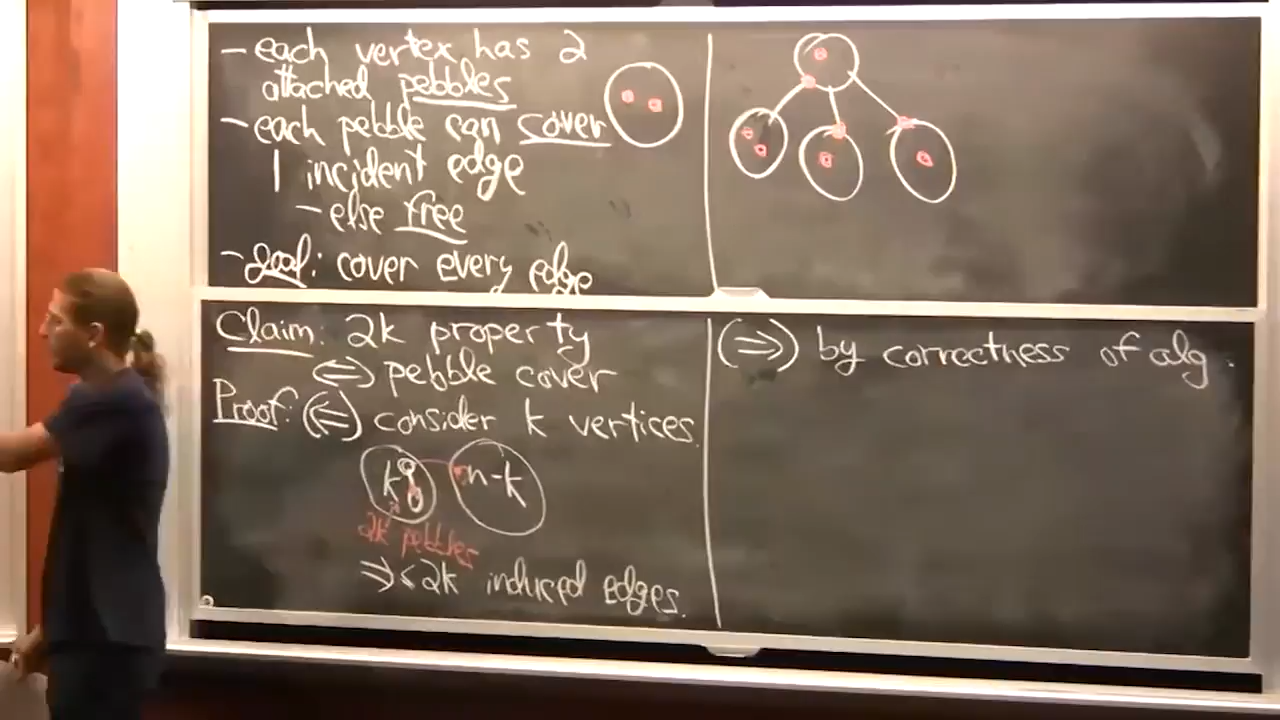 - each vertex has 2
attached pebbles
- each pebble can cover
1 incident edge
- else free
- goal: cover every edge
Claim: 2k property
⇔ pebble cover
Proof: (⇐) consider k vertices.
k n-k
2k pebbles
⇒ ≤ 2k induced edges.
(⇒) by correctness of alg.